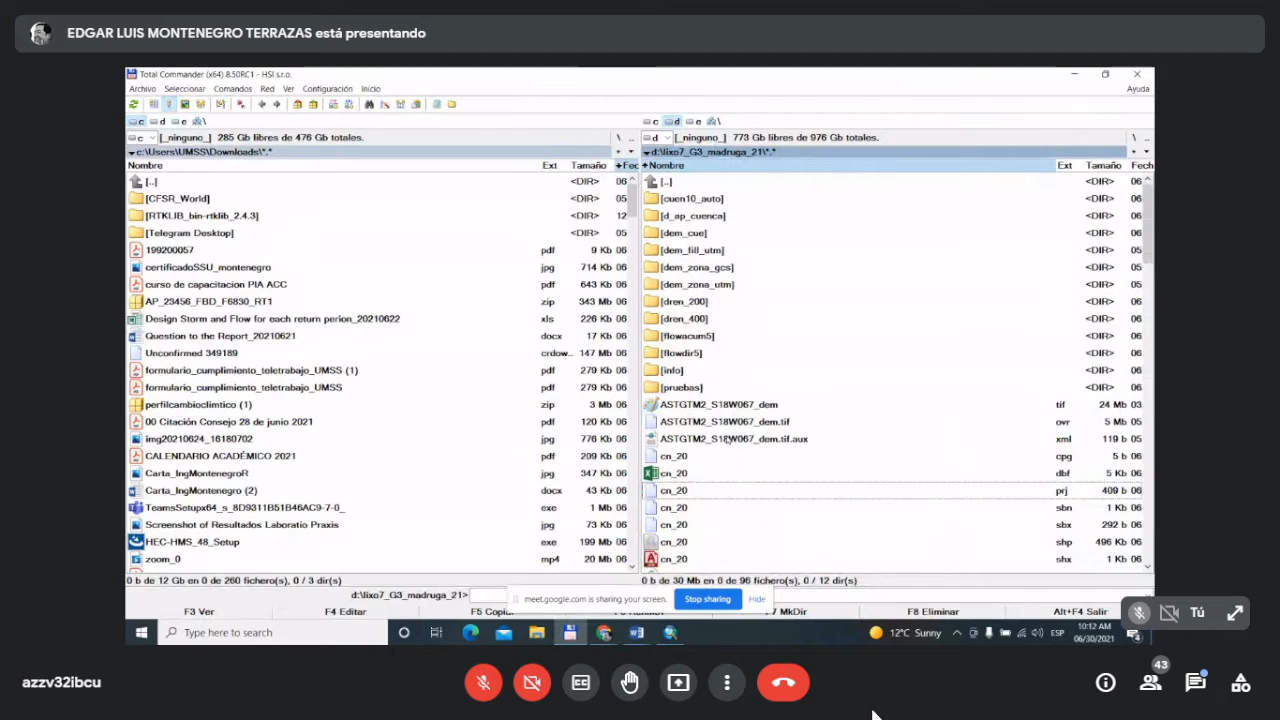 EDGAR LUIS MONTENEGRO TERRAZAS está presentando
Total Commander (x64) 8.50RC1 - HSI s.r.o.
Archivo Seleccionar Comandos Red Ver Configuración Inicio Ayuda
c d e \
c [_ninguno_] 285 Gb libres de 476 Gb totales. \ ..
c:\Users\UMSS\Downloads\*.*
Nombre Ext Tamaño Fec
[..] <DIR> 06
[CFSR_World] <DIR> 05
[RTKLIB_bin-rtklib_2.4.3] <DIR> 12
[Telegram Desktop] <DIR> 05
199200057 pdf 9 Kb 06
certificadoSSU_montenegro jpg 714 Kb 06
curso de capacitacion PIA ACC pdf 643 Kb 06
AP_23456_FBD_F6830_RT1 zip 343 Mb 06
Design Storm and Flow for each return perion_20210622 xls 226 Kb 06
Question to the Report_20210621 docx 17 Kb 06
Unconfirmed 349189 crdow.. 147 Mb 06
formulario_cumplimiento_teletrabajo_UMSS (1) pdf 279 Kb 06
formulario_cumplimiento_teletrabajo_UMSS pdf 279 Kb 06
perfilcambioclimtico (1) zip 3 Mb 06
00 Citación Consejo 28 de junio 2021 pdf 120 Kb 06
img20210624_16180702 jpg 776 Kb 06
CALENDARIO ACADÉMICO 2021 pdf 209 Kb 06
Carta_IngMontenegroR jpg 347 Kb 06
Carta_IngMontenegro (2) docx 43 Kb 06
TeamsSetupx64_s_8D9311B51B46AC9-7-0_ exe 1 Mb 06
Screenshot of Resultados Laboratio Praxis jpg 73 Kb 06
HEC-HMS_48_Setup exe 199 Mb 06
zoom_0 mp4 20 Mb 06
0 b de 12 Gb en 0 de 260 fichero(s), 0 / 3 dir(s)
c d e \
d [_ninguno_] 773 Gb libres de 976 Gb totales. \ ..
d:\lixo7_G3_madruga_21\*.*
Nombre Ext Tamaño Fech
[..] <DIR> 06
[cuen10_auto] <DIR> 06
[d_ap_cuenca] <DIR> 06
[dem_cue] <DIR> 06
[dem_fill_utm] <DIR> 05
[dem_zona_gcs] <DIR> 05
[dem_zona_utm] <DIR> 05
[dren_200] <DIR> 06
[dren_400] <DIR> 06
[flowacum5] <DIR> 06
[flowdir5] <DIR> 06
[info] <DIR> 06
[pruebas] <DIR> 06
ASTGTM2_S18W067_dem tif 24 Mb 03
ASTGTM2_S18W067_dem.tif ovr 5 Mb 05
ASTGTM2_S18W067_dem.tif.aux xml 119 b 05
cn_20 cpg 5 b 06
cn_20 dbf 5 Kb 06
cn_20 prj 409 b 06
cn_20 sbn 1 Kb 06
cn_20 sbx 292 b 06
cn_20 shp 496 Kb 06
cn_20 shx 1 Kb 06
0 b de 30 Mb en 0 de 96 fichero(s), 0 / 12 dir(s)
d:\lixo7_G3_madruga_21>
meet.google.com is sharing your screen. Stop sharing Hide
F3 Ver F4 Editar F5 Copiar MkDir F8 Eliminar Alt+F4 Salir
Type here to search
12°C Sunny ESP 10:12 AM
06/30/2021
4
Tú
azzv32ibcu
43